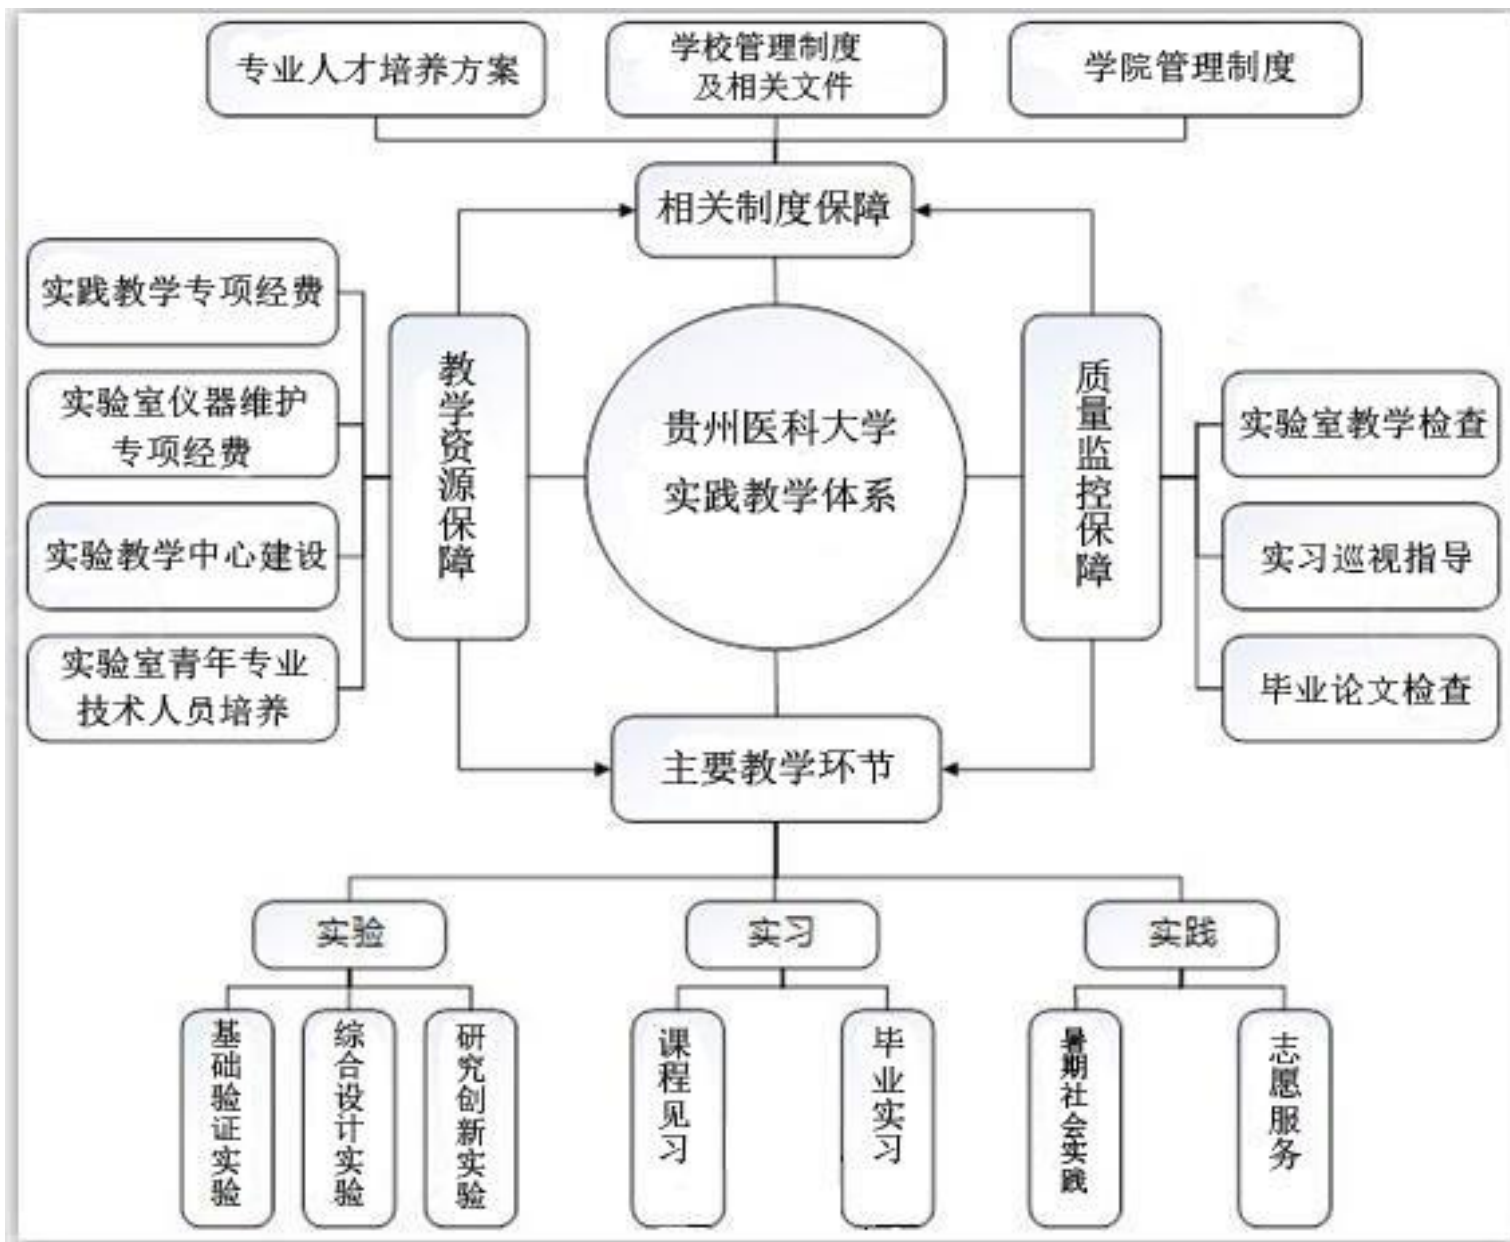 专业人才培养方案
学校管理制度
及相关文件
学院管理制度
相关制度保障
实践教学专项经费
实验室仪器维护
专项经费
实验教学中心建设
实验室青年专业
技术人员培养
教学资源保障
贵州医科大学
实践教学体系
质量监控保障
实验室教学检查
实习巡视指导
毕业论文检查
主要教学环节
实验
实习
实践
基础验证实验
综合设计实验
研究创新实验
课程见习
毕业实习
暑期社会实践
志愿服务